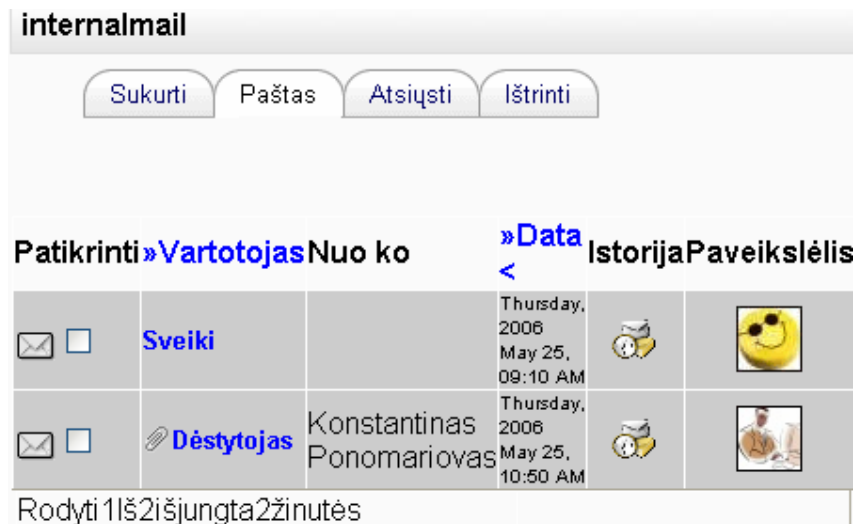 internalmail
Sukurti Paštas Atsiųsti Ištrinti
Patikrinti »Vartotojas Nuo ko »Data Istorija Paveikslėlis
<
Sveiki Thursday,
2006
May 25,
09:10 AM
Dėstytojas Konstantinas Ponomariovas Thursday,
2006
May 25,
10:50 AM
Rodyti1Iš2išjungta2žinutės